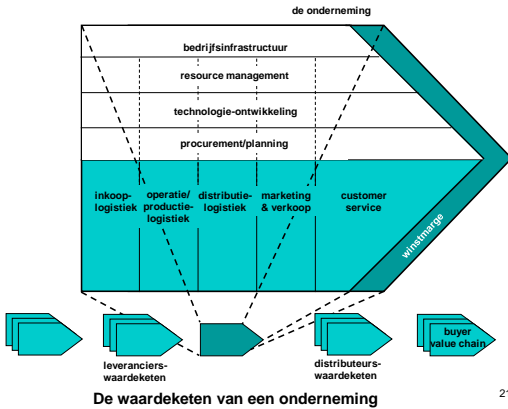 de onderneming
bedrijfsinfrastructuur
resource management
technologie-ontwikkeling
procurement/planning
inkoop-
logistiek
operatie/
productie-
logistiek
distributie-
logistiek
marketing
& verkoop
customer
service
winstmarge
leveranciers-
waardeketen
distributeurs-
waardeketen
buyer
value chain
De waardeketen van een onderneming
21